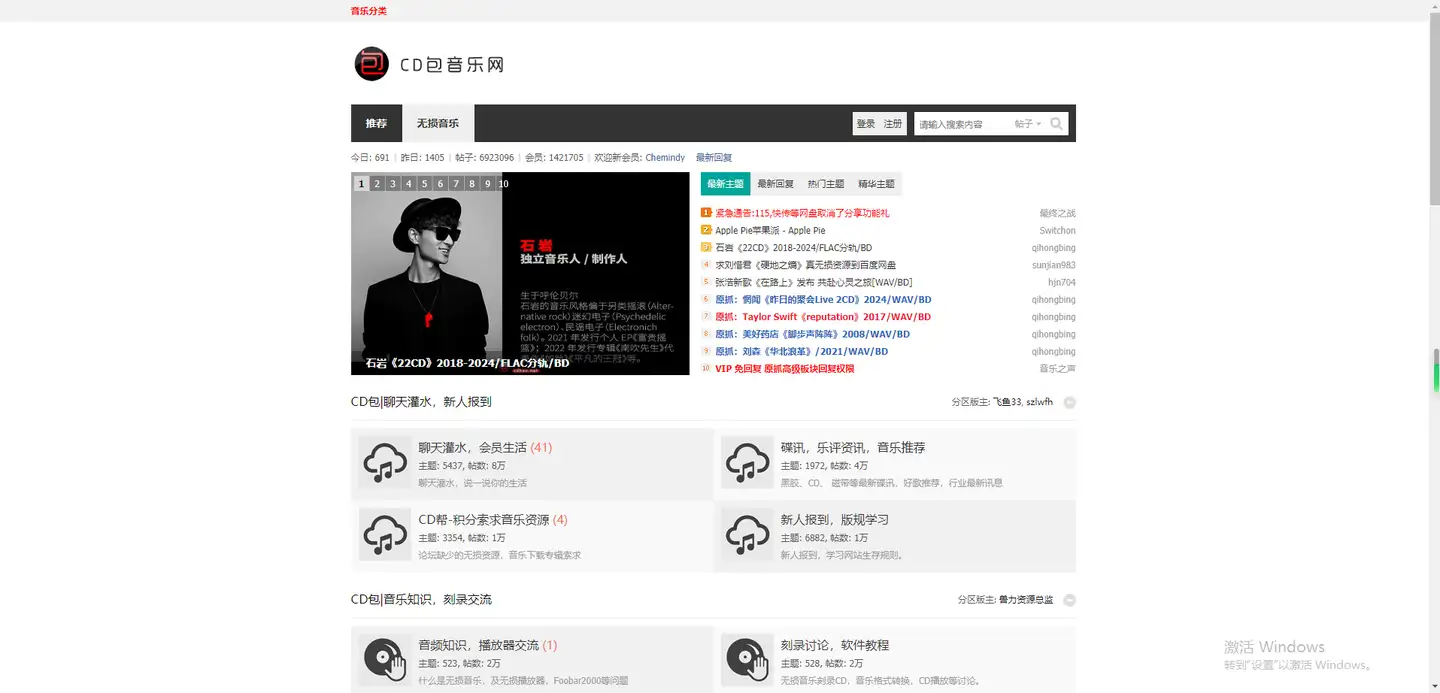 音乐分类
CD包音乐网
推荐 无损音乐 登录 注册 请输入搜索内容 帖子
今日: 691 | 昨日: 1405 | 帖子: 6923096 | 会员: 1421705 | 欢迎新会员: Chemindy 最新回复
1 2 3 4 5 6 7 8 9 10
石岩
独立音乐人 / 制作人
生于呼伦贝尔
石岩的音乐风格偏于另类摇滚 (Alter-
native rock) 迷幻电子 (Psychedelic
electron)、民谣电子 (Electronich
folk)。2021 年发行个人 EP《富贵摇
篮》；2022 年发行专辑《南吹先生》代
石岩《22CD》2018-2024/FLAC分轨/BD
最新主题 最新回复 热门主题 精华主题
1 紧急通告:115,快传等网盘取消了分享功能礼 最终之战
2 Apple Pie苹果派 - Apple Pie Switchon
3 石岩《22CD》2018-2024/FLAC分轨/BD qihongbing
4 求刘惜君《硬地之熵》真无损资源到百度网盘 sunjian983
5 张浩新歌《在路上》发布 共赴心灵之旅[WAV/BD] hjn704
6 原抓：惘闻《昨日的聚会Live 2CD》2024/WAV/BD qihongbing
7 原抓：Taylor Swift《reputation》2017/WAV/BD qihongbing
8 原抓：美好药店《脚步声阵阵》2008/WAV/BD qihongbing
9 原抓：刘森《华北浪革》/2021/WAV/BD qihongbing
10 VIP 免回复 原抓高级板块回复权限 音乐之声
CD包|聊天灌水，新人报到 分区版主: 飞鱼33, szlwfh
聊天灌水，会员生活 (41)
主题: 5437, 帖数: 8万
聊天灌水，说一说你的生活
碟讯，乐评资讯，音乐推荐
主题: 1972, 帖数: 4万
黑胶、CD、 磁带等最新碟讯，好歌推荐，行业最新讯息
CD帮-积分索求音乐资源 (4)
主题: 3354, 帖数: 1万
论坛缺少的无损资源，音乐下载专辑索求
新人报到，版规学习
主题: 6882, 帖数: 1万
新人报到，学习网站生存规则。
CD包|音乐知识，刻录交流 分区版主: 兽力资源总监
音频知识，播放器交流 (1)
主题: 523, 帖数: 2万
什么是无损音乐，及无损播放器，Foobar2000等问题
刻录讨论，软件教程
主题: 528, 帖数: 2万
无损音乐刻录CD，音乐格式转换，CD播放等讨论。
激活 Windows
转到"设置"以激活 Windows。